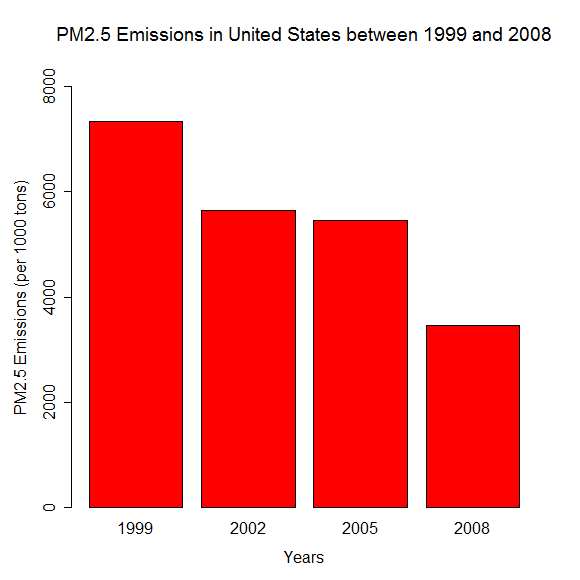 PM2.5 Emissions in United States between 1999 and 2008
PM2.5 Emissions (per 1000 tons)
8000
6000
4000
2000
0
1999 2002 2005 2008
Years